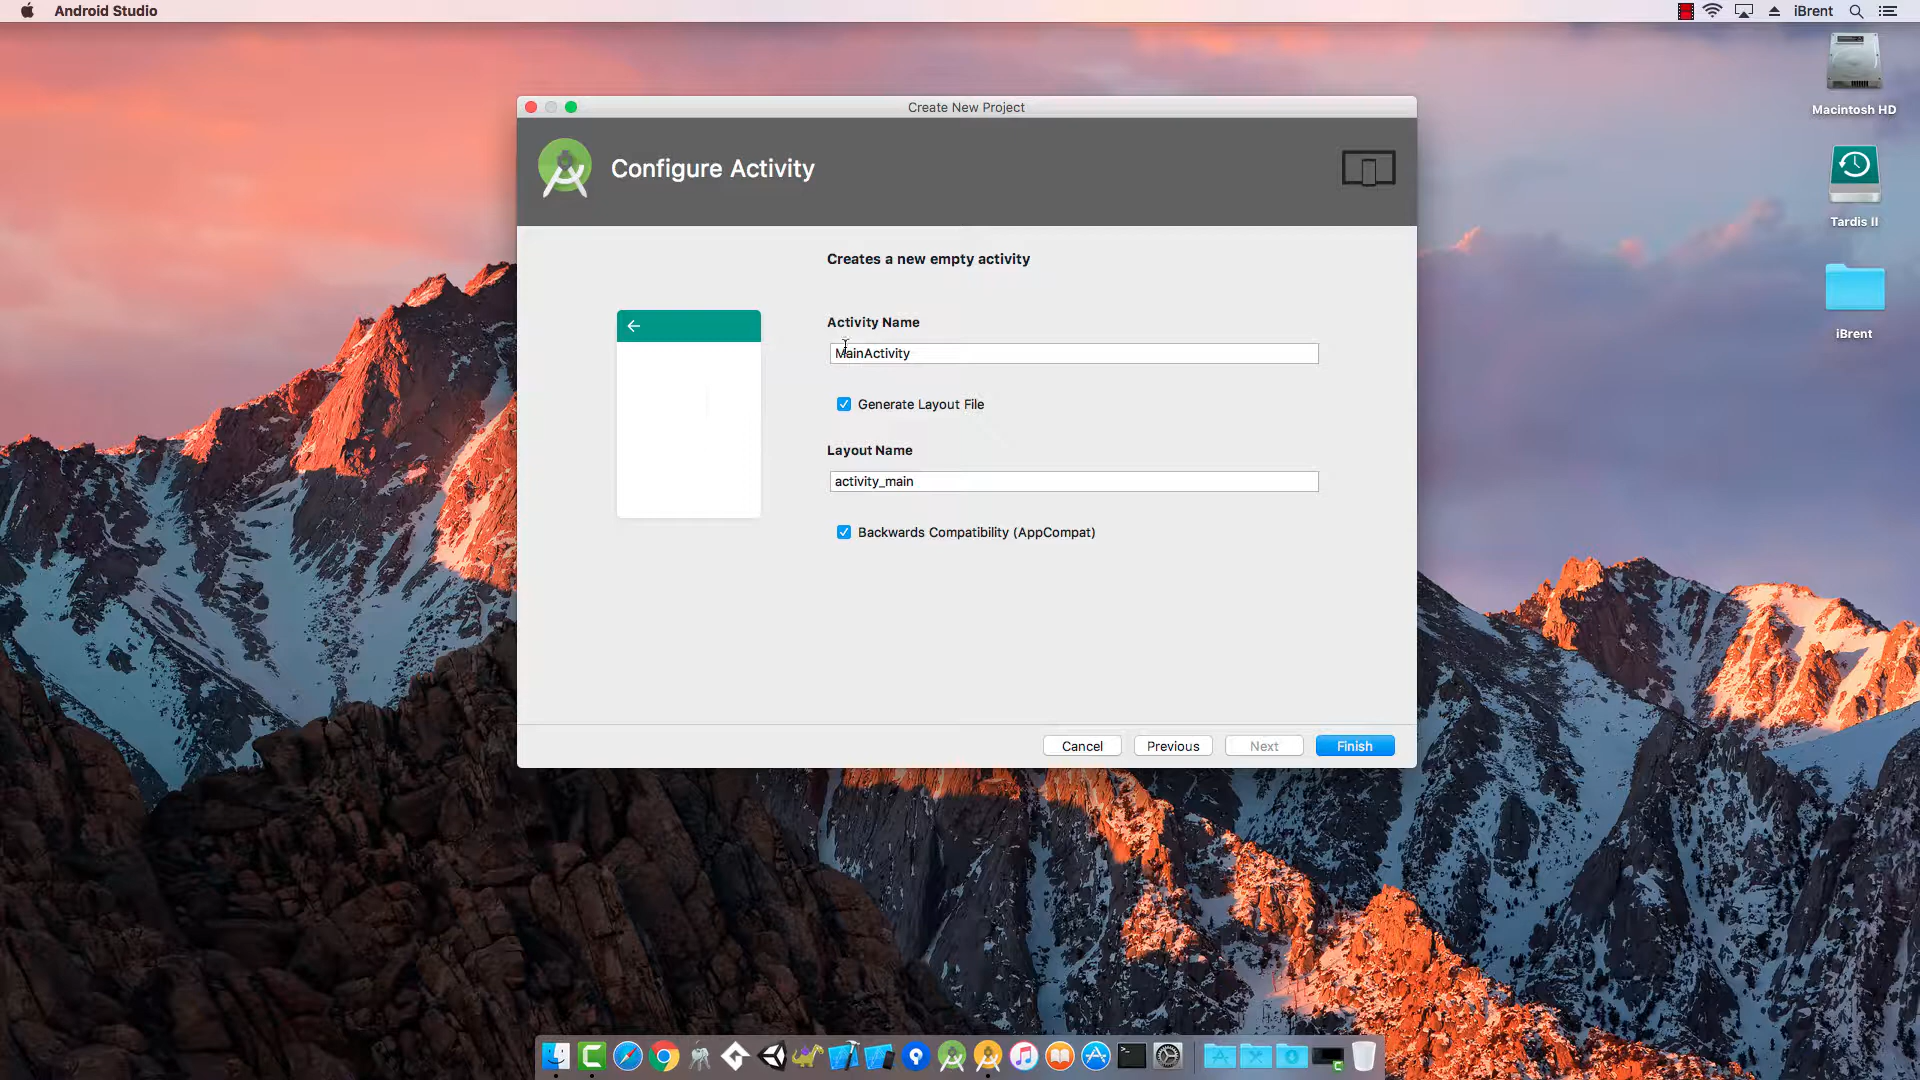 Android Studio
iBrent
Macintosh HD
Tardis II
iBrent
Create New Project
Configure Activity
Creates a new empty activity
Activity Name
MainActivity
Generate Layout File
Layout Name
activity_main
Backwards Compatibility (AppCompat)
Cancel
Previous
Next
Finish